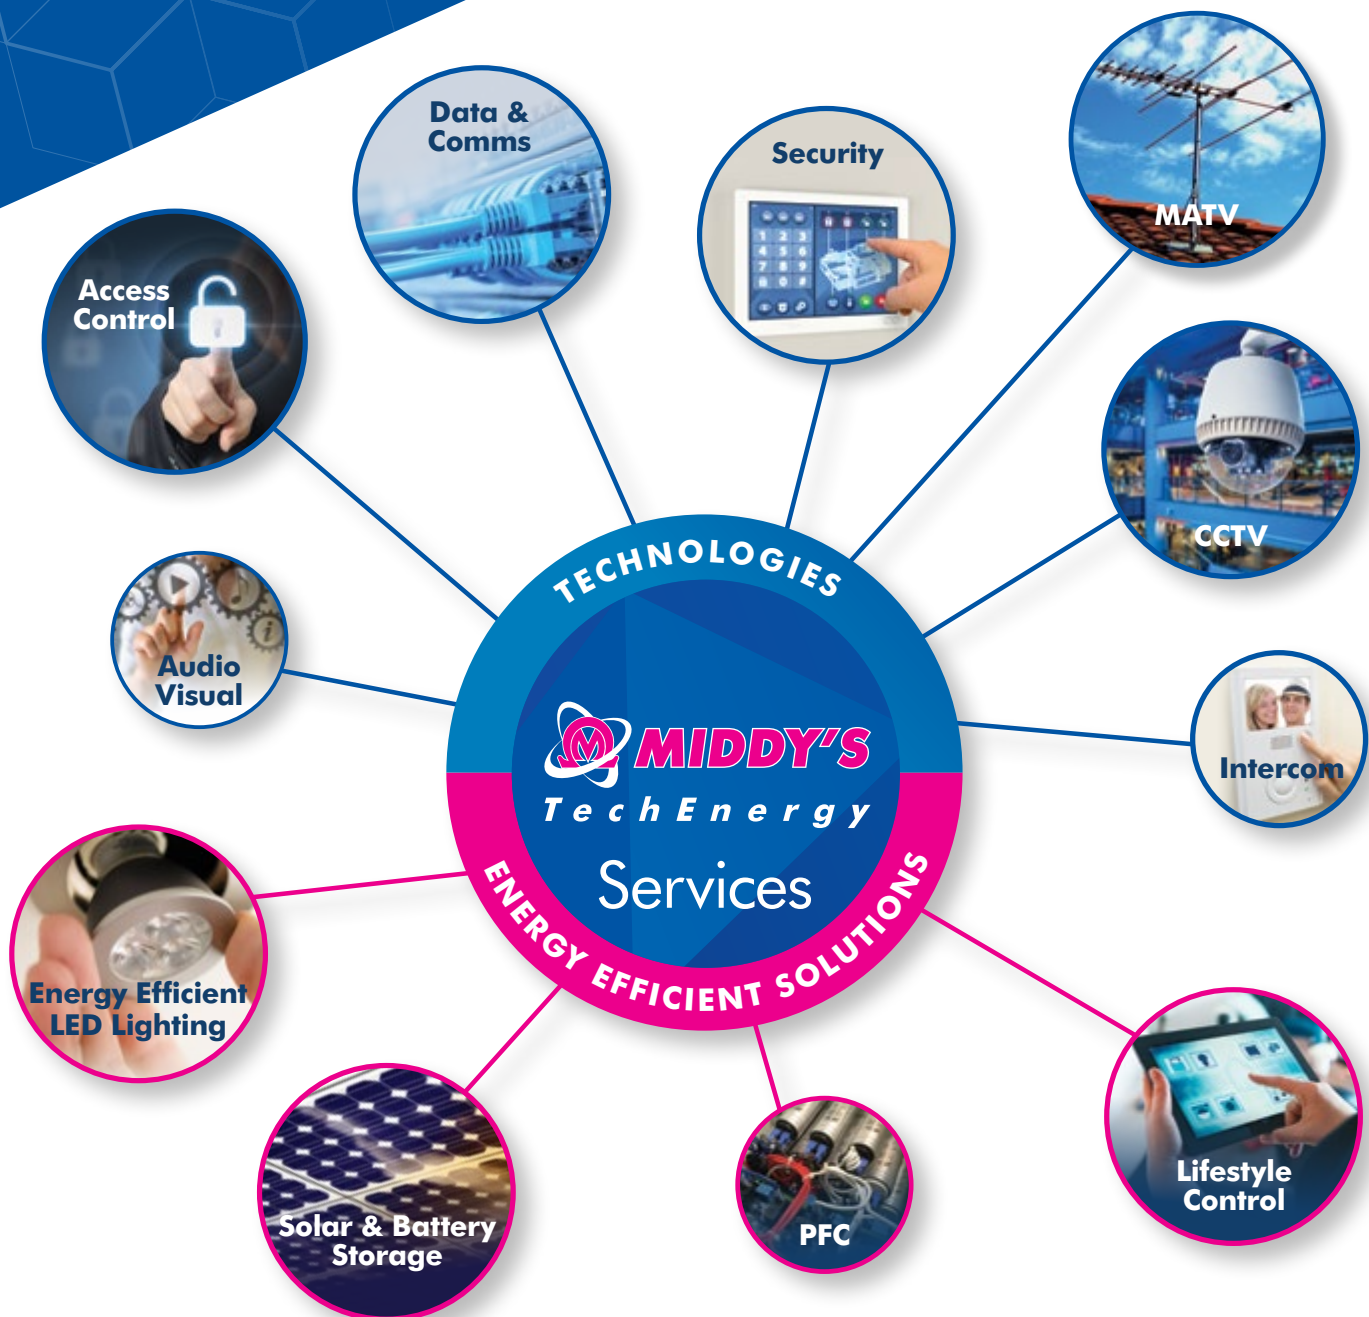 Data &
Comms
Security
MATV
Access
Control
CCTV
Audio
Visual
Intercom
TECHNOLOGIES
MIDDY'S
TechEnergy
Services
ENERGY EFFICIENT SOLUTIONS
Energy Efficient
LED Lighting
Solar & Battery
Storage
PFC
Lifestyle
Control